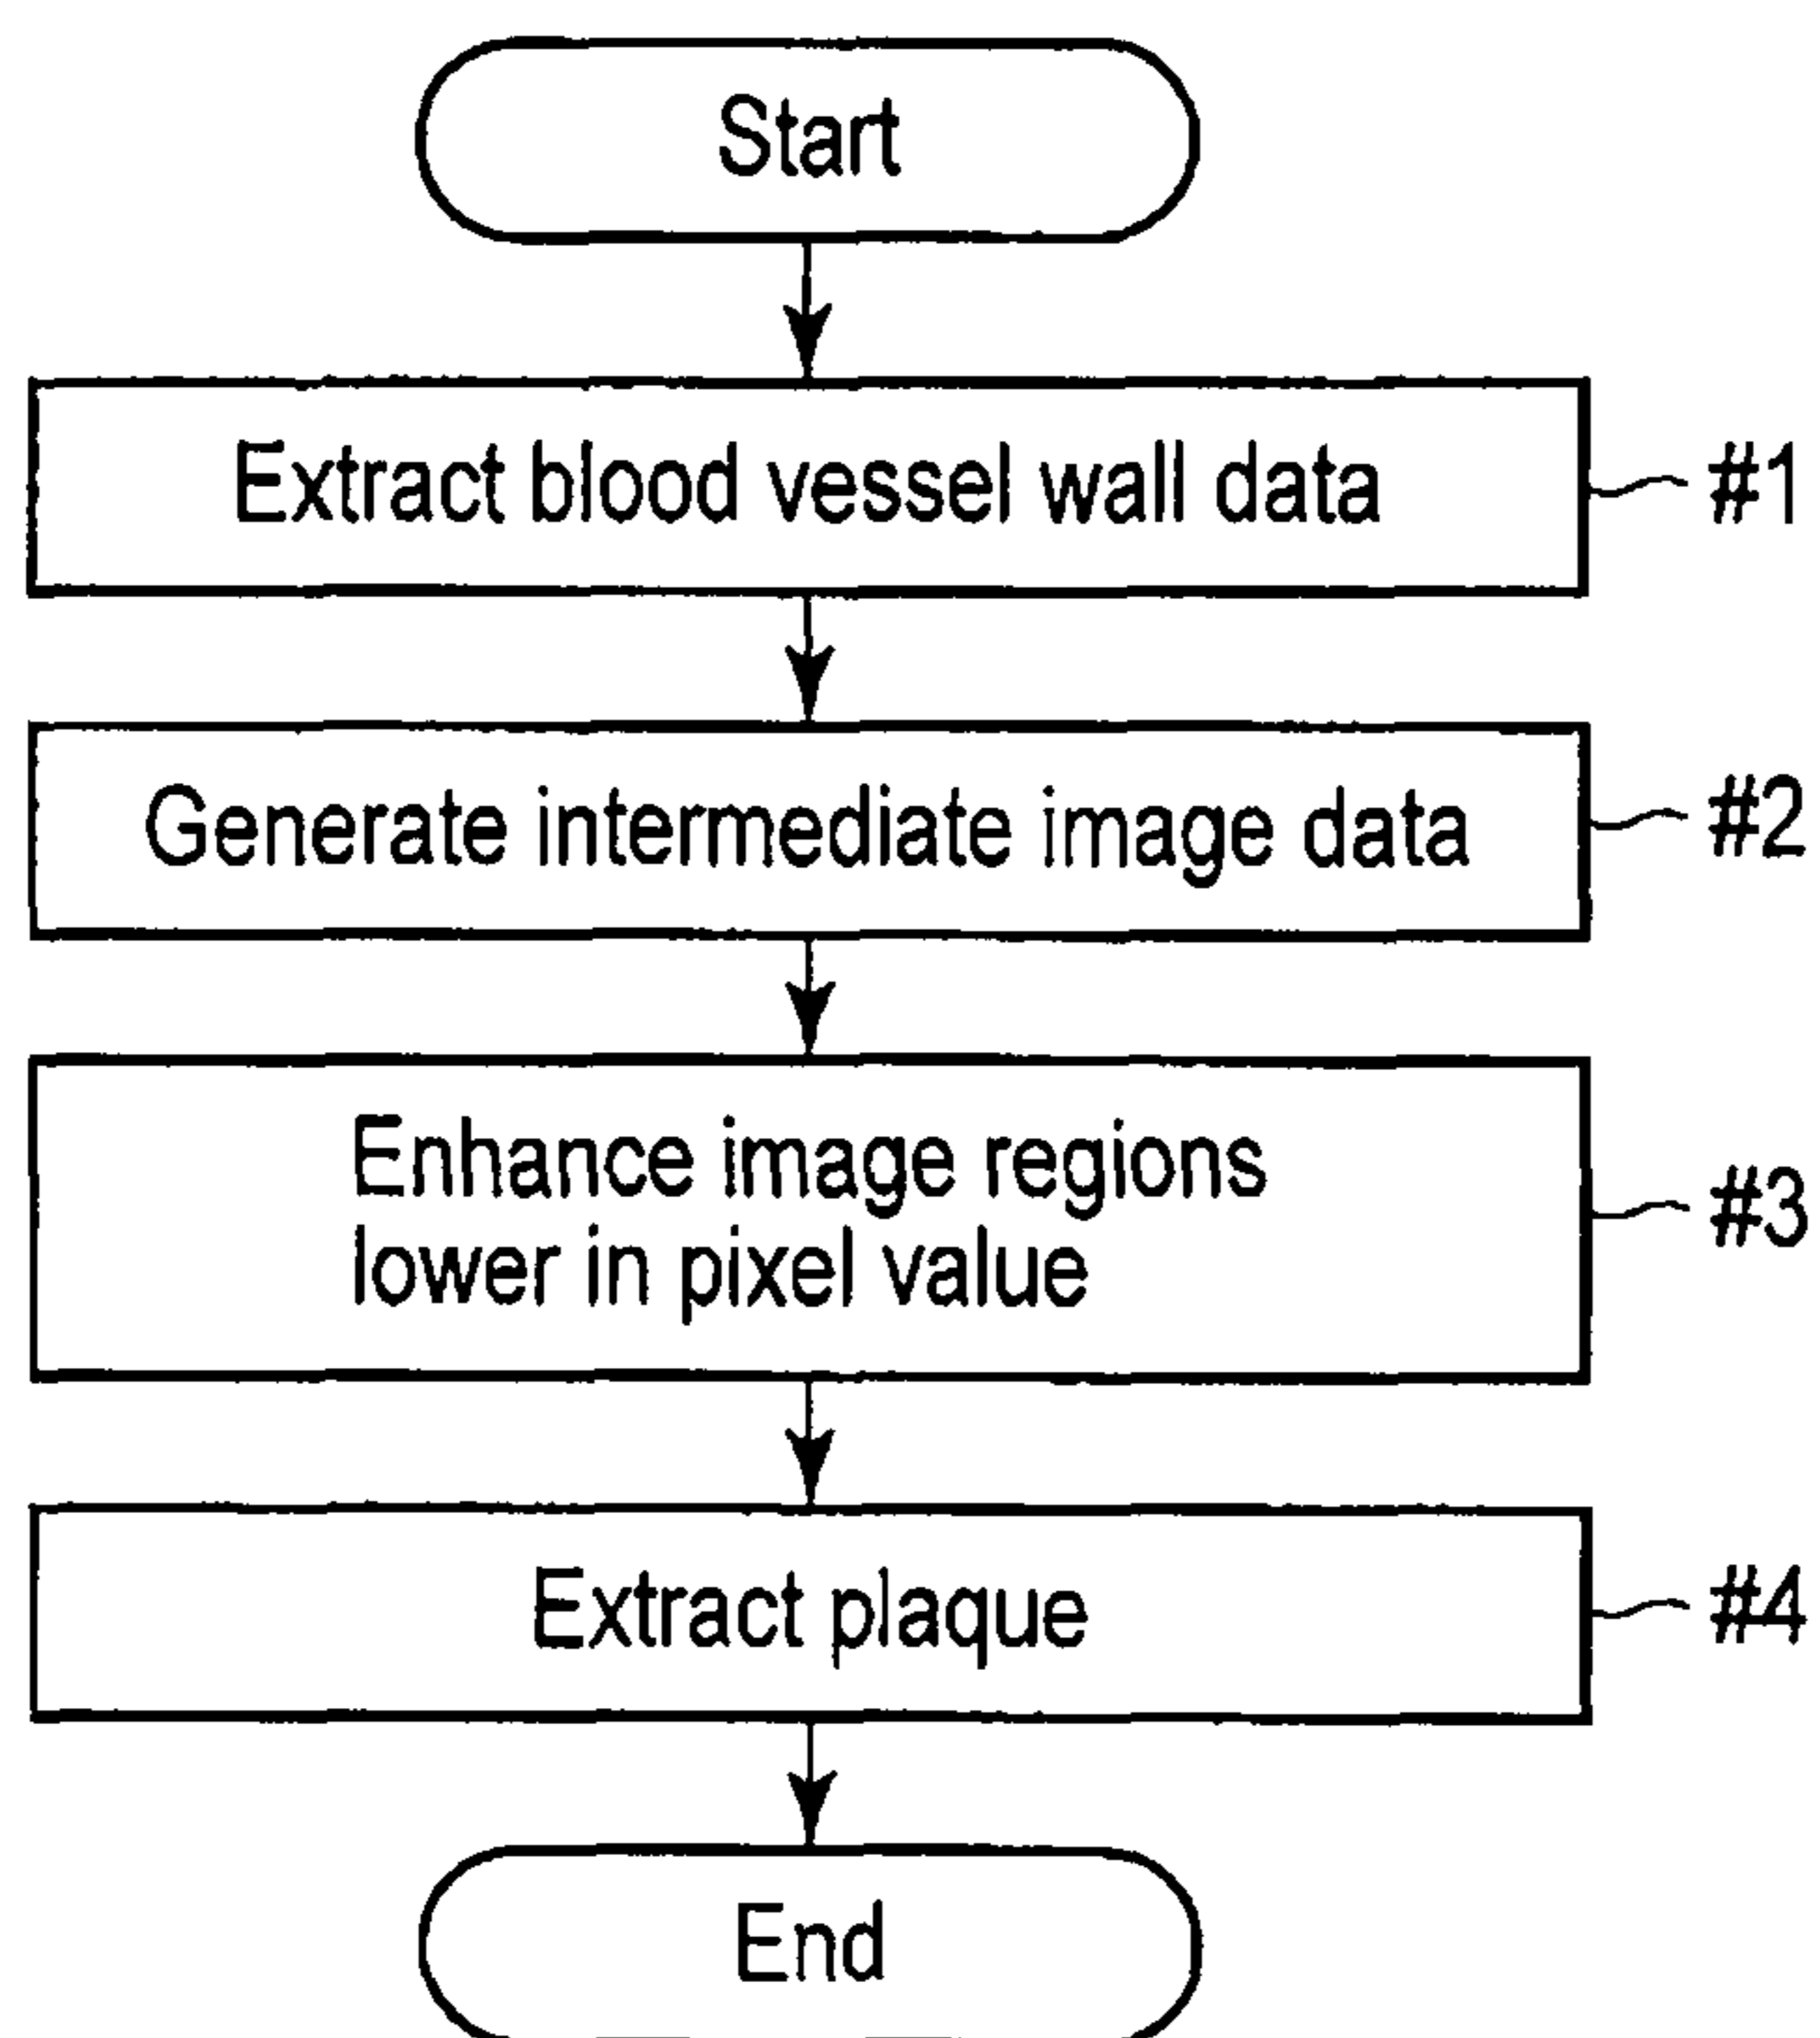 Start
Extract blood vessel wall data
#1
Generate intermediate image data
#2
Enhance image regions
lower in pixel value
#3
Extract plaque
#4
End